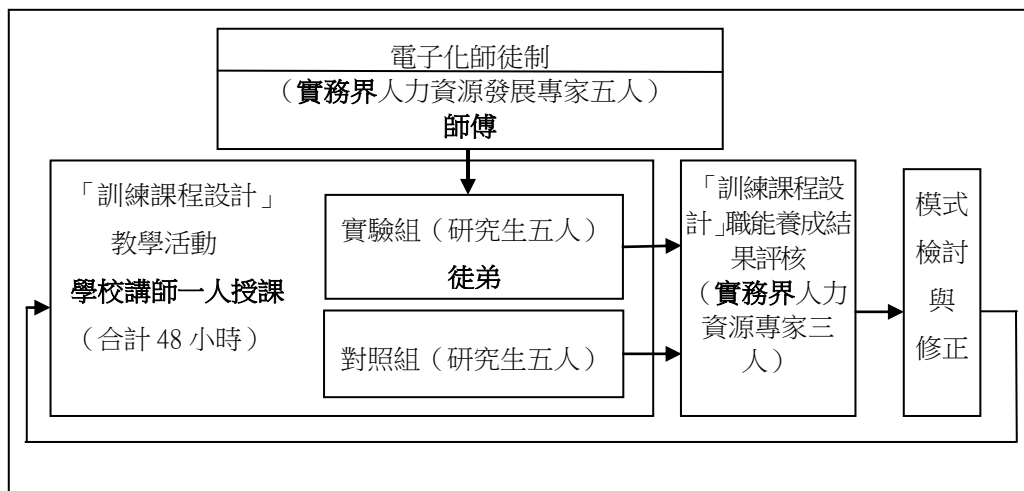 電子化師徒制
（實務界人力資源發展專家五人）
師傅
「訓練課程設計」
教學活動
學校講師一人授課
（合計 48 小時）
實驗組（研究生五人）
徒弟
對照組（研究生五人）
「訓練課程設
計」職能養成結
果評核
（實務界人力
資源專家三
人）
模式
檢討
與
修正